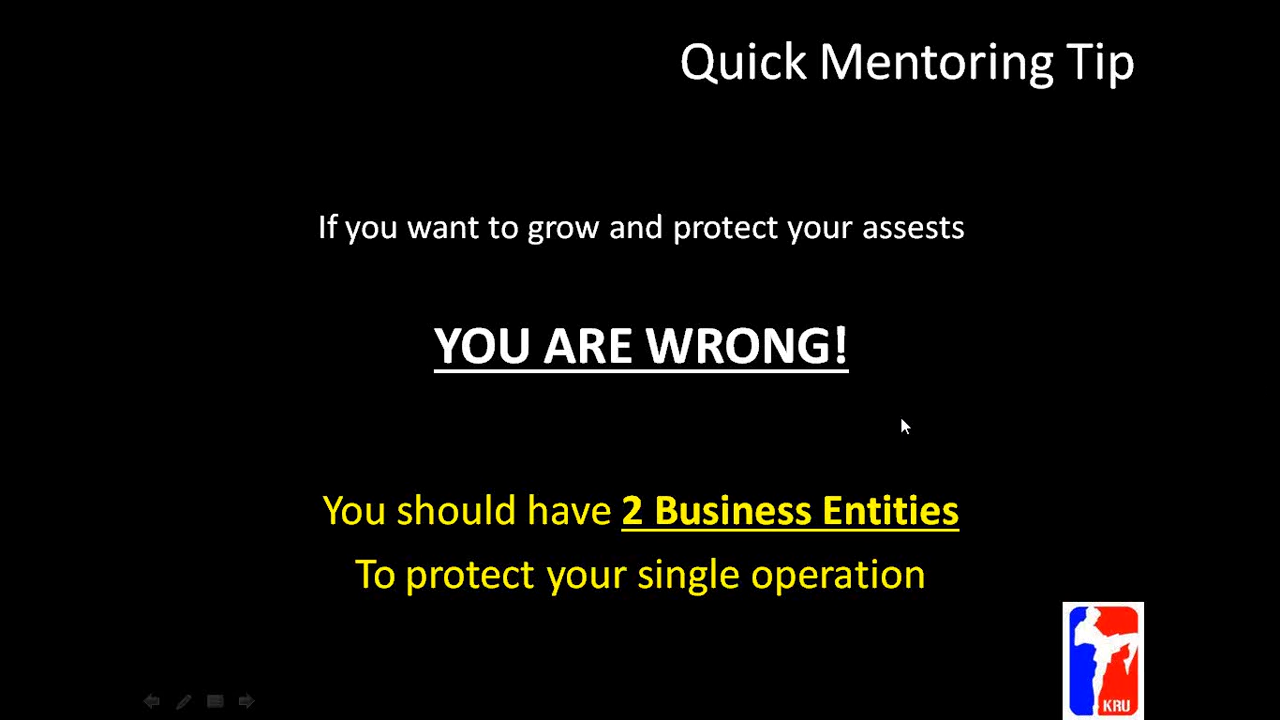 Quick Mentoring Tip
If you want to grow and protect your assests
YOU ARE WRONG!
You should have 2 Business Entities
To protect your single operation
KRU